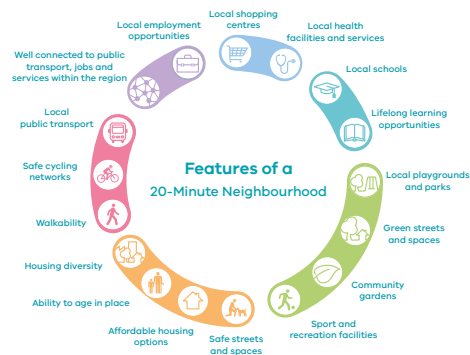 Local shopping
centres
Local health
facilities and services
Local schools
Lifelong learning
opportunities
Local playgrounds
and parks
Green streets
and spaces
Community
gardens
Sport and
recreation facilities
Safe streets
and spaces
Affordable housing
options
Ability to age in place
Housing diversity
Walkability
Safe cycling
networks
Local
public transport
Well connected to public
transport, jobs and
services within the region
Local employment
opportunities
Features of a
20-Minute Neighbourhood